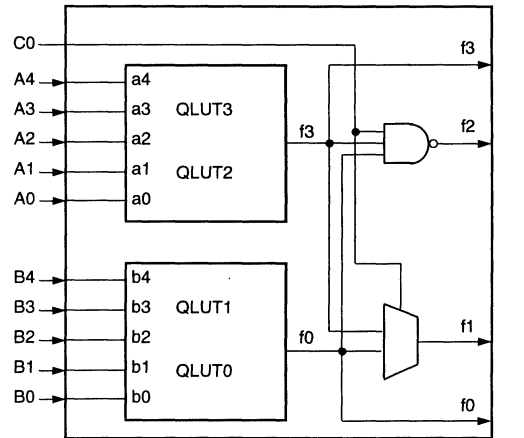 C0
f3
A4 a4
A3 a3 QLUT3
f2
A2 a2 f3
A1 a1 QLUT2
A0 a0
B4 b4
B3 b3 QLUT1
B2 b2 f0 f1
B1 b1 QLUT0
B0 b0 f0